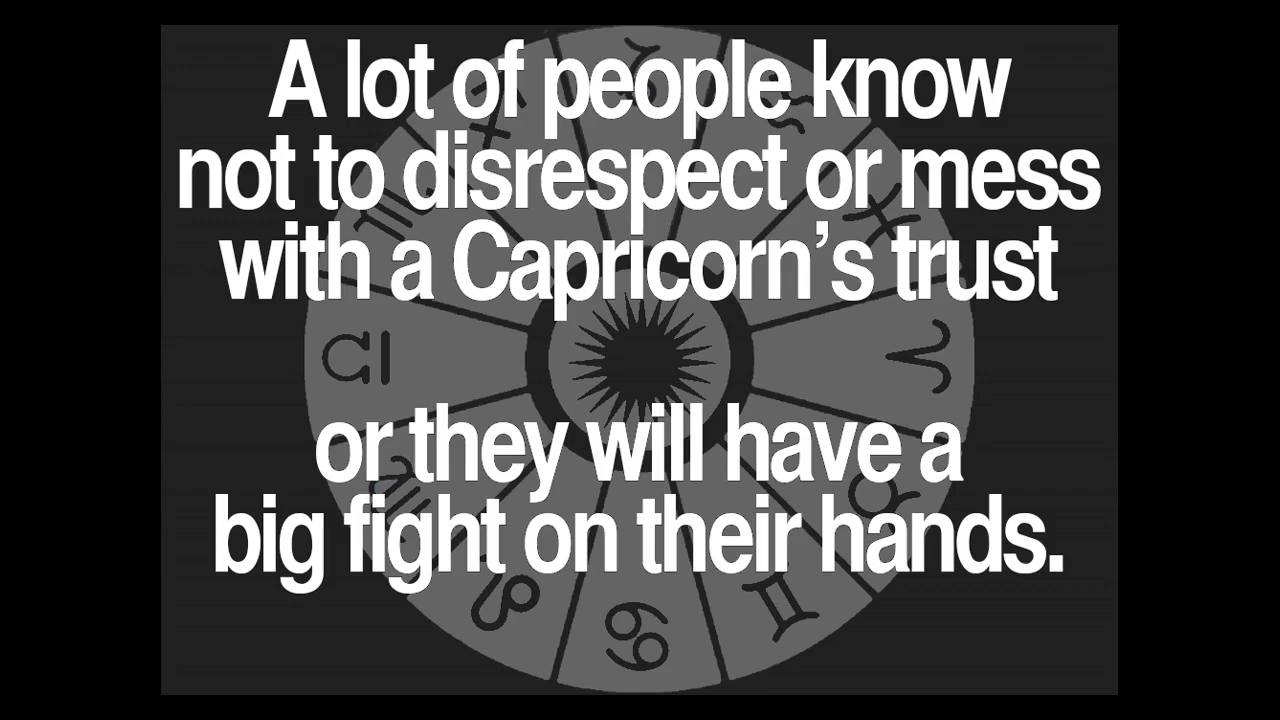 A lot of people know
not to disrespect or mess
with a Capricorn’s trust
or they will have a
big fight on their hands.